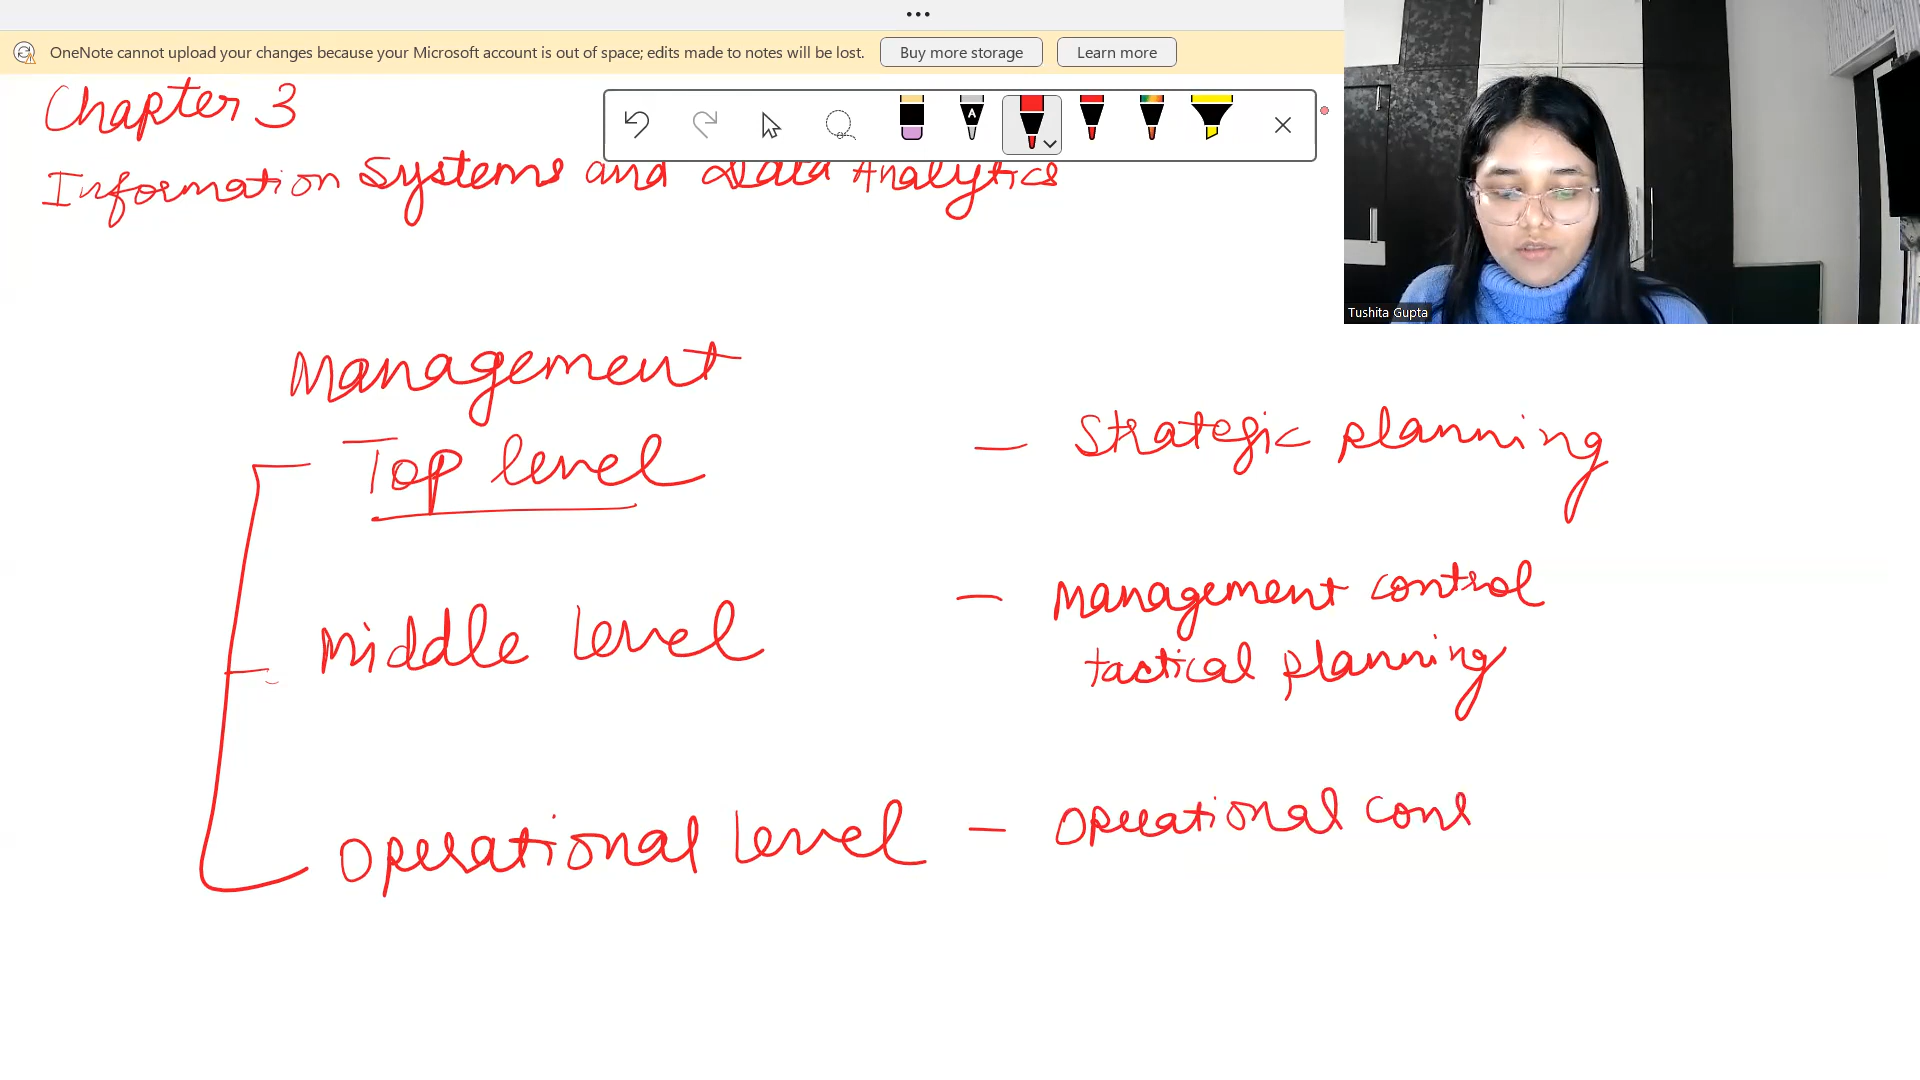 OneNote cannot upload your changes because your Microsoft account is out of space; edits made to notes will be lost. Buy more storage Learn more
Chapter 3
Information Systems and Data Analytics
Tushita Gupta
Management
Top level - Strategic planning
Middle level - Management control
tactical planning
Operational level - Operational cont